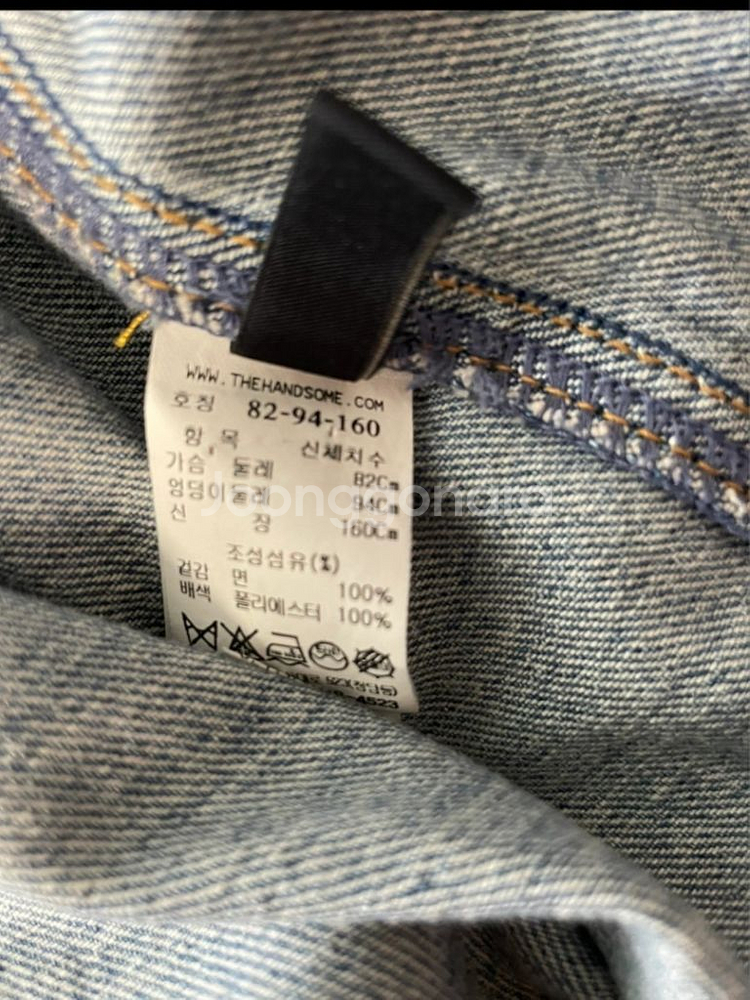 WWW.THEHANDSOME.COM
호칭 82-94-160
항 목 신체치수
가슴 둘레 82Cm
엉덩이둘레 94Cm
신 장 160Cm
조성섬유(%)
겉감 면 100%
배색 폴리에스터 100%
4523
Joongonara